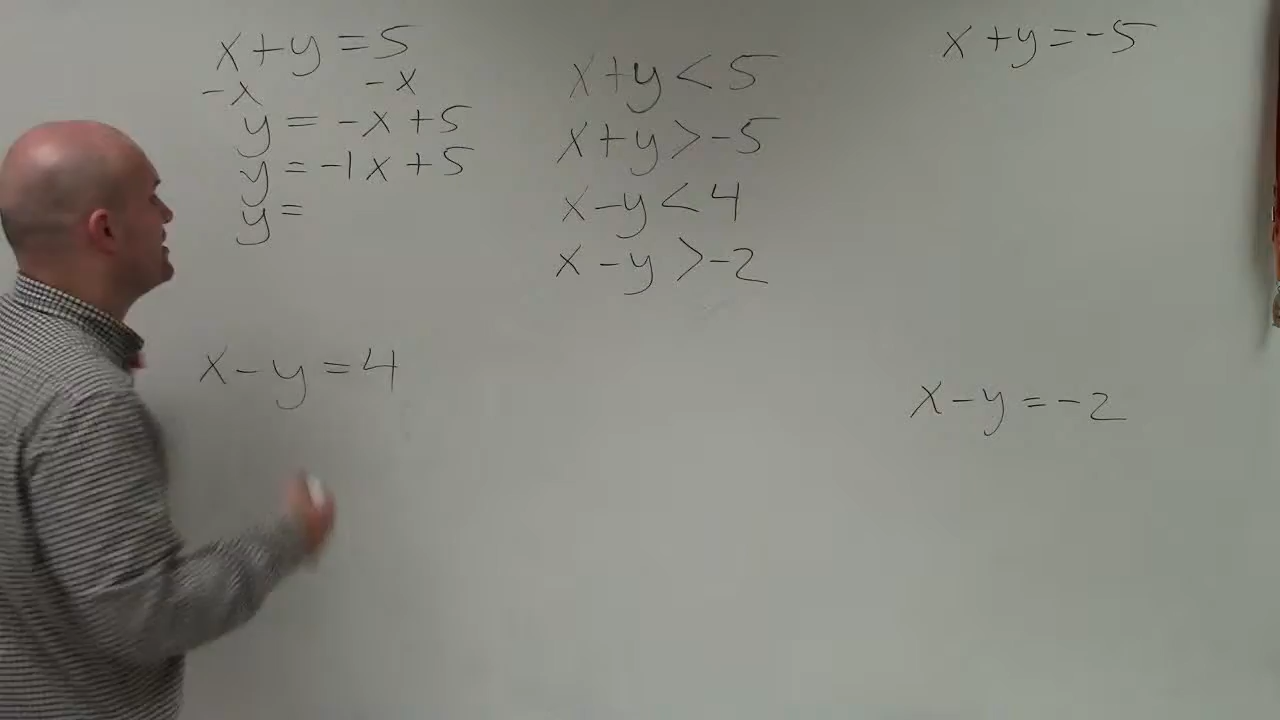 x+y=5
-x -x
y=-x+5
y=-1x+5
y=
x-y=4
x+y<5
x+y>-5
x-y<4
x-y>-2
x+y=-5
x-y=-2